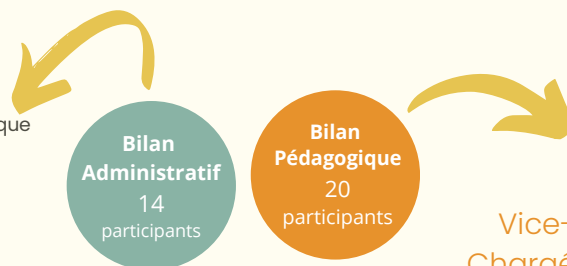 que
Bilan
Administratif
14
participants
Bilan
Pédagogique
20
participants
Vice-